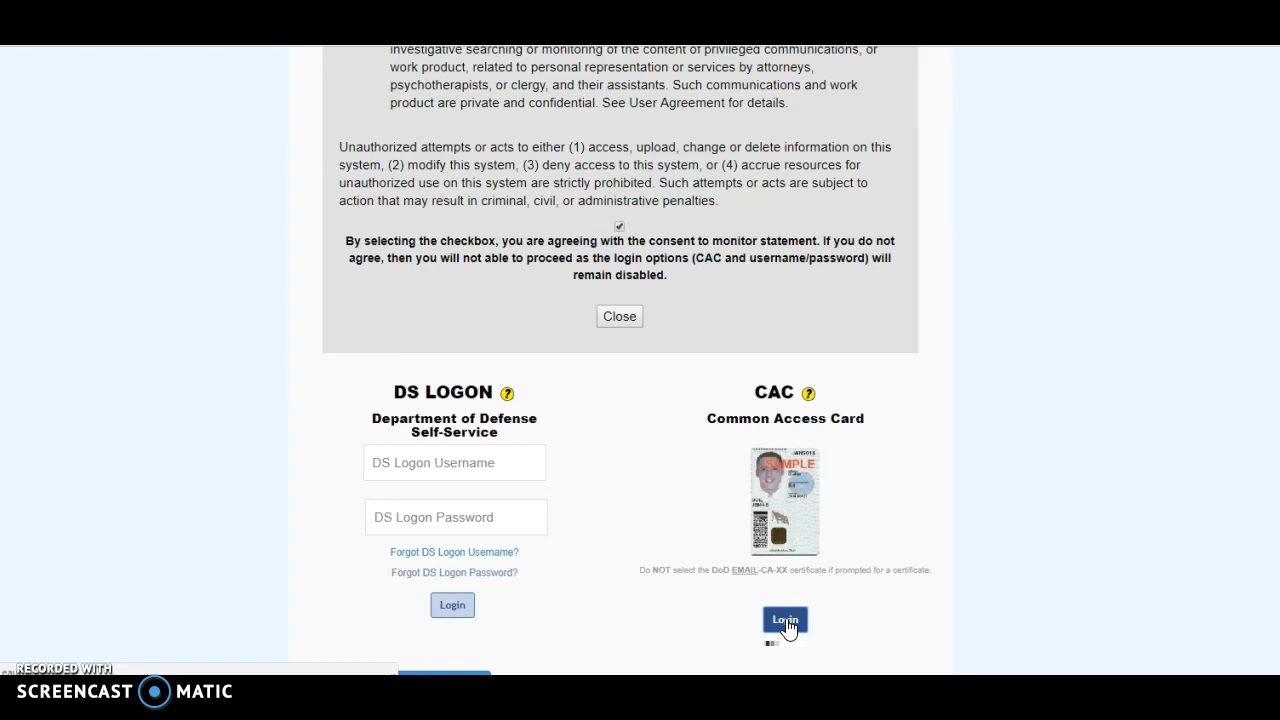 investigative searching or monitoring of the content of privileged communications, or
work product, related to personal representation or services by attorneys,
psychotherapists, or clergy, and their assistants. Such communications and work
product are private and confidential. See User Agreement for details.
Unauthorized attempts or acts to either (1) access, upload, change or delete information on this
system, (2) modify this system, (3) deny access to this system, or (4) accrue resources for
unauthorized use on this system are strictly prohibited. Such attempts or acts are subject to
action that may result in criminal, civil, or administrative penalties.
By selecting the checkbox, you are agreeing with the consent to monitor statement. If you do not
agree, then you will not able to proceed as the login options (CAC and username/password) will
remain disabled.
Close
DS LOGON ?
Department of Defense
Self-Service
DS Logon Username
DS Logon Password
Forgot DS Logon Username?
Forgot DS Logon Password?
Login
CAC ?
Common Access Card
SAMPLE
Do NOT select the DoD EMAIL-CA-XX certificate if prompted for a certificate.
Login
RECORDED WITH
SCREENCAST MATIC